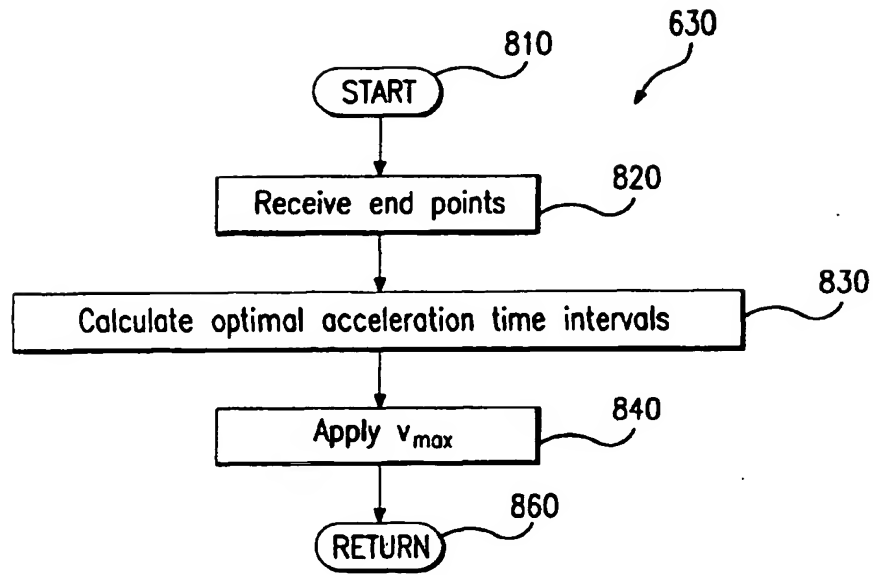 630
810
START
820
Receive end points
830
Calculate optimal acceleration time intervals
840
Apply vmax
860
RETURN